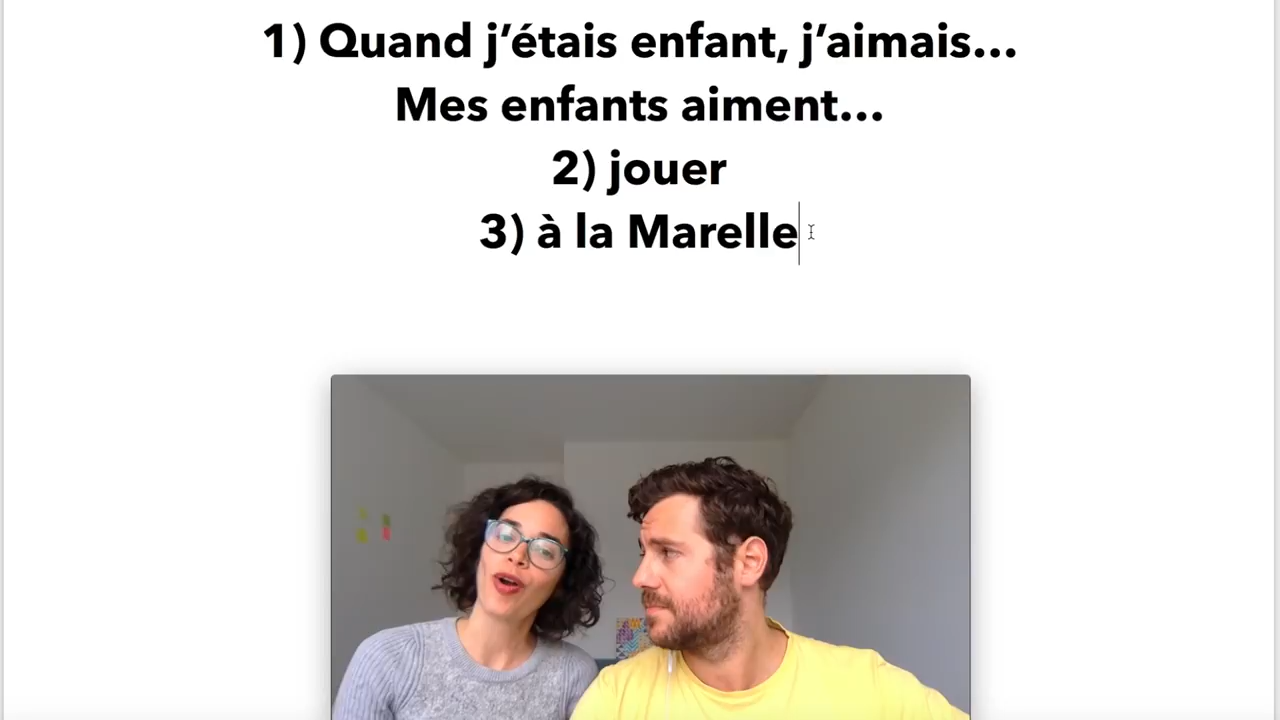 1) Quand j’étais enfant, j’aimais...
Mes enfants aiment...
2) jouer
3) à la Marelle